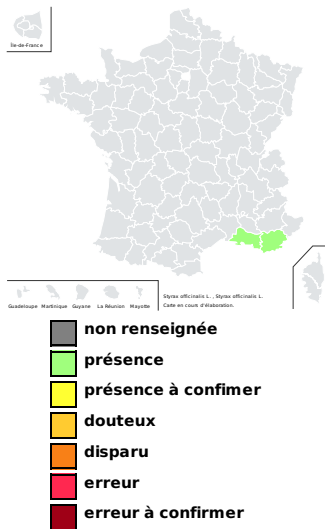 Île-de-France
Guadeloupe Martinique Guyane La Réunion Mayotte
Styrax officinalis L. , Styrax officinalis L.
Carte en cours d'élaboration.
non renseignée
présence
présence à confimer
douteux
disparu
erreur
erreur à confirmer